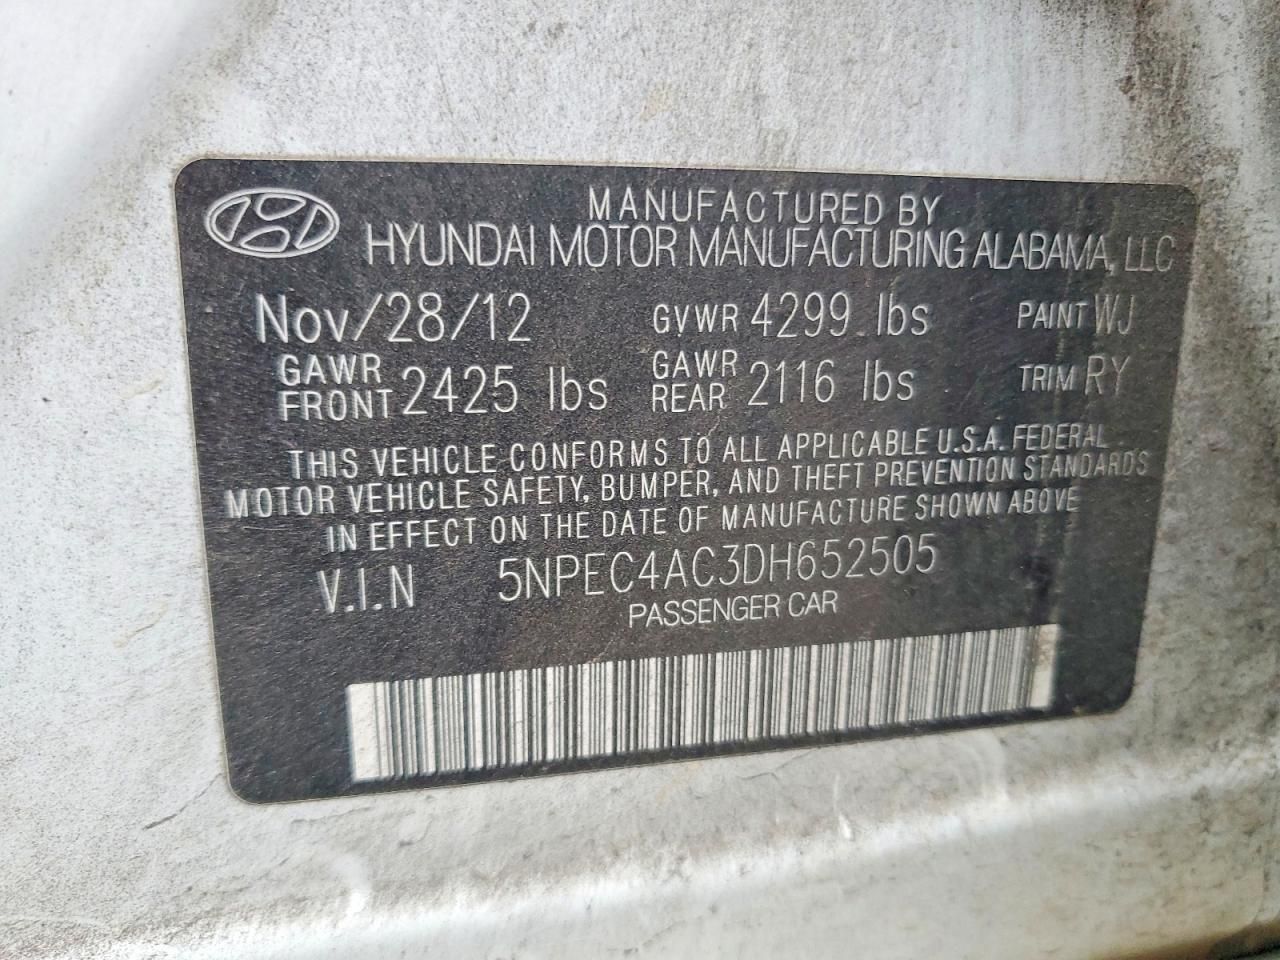 MANUFACTURED BY
HYUNDAI MOTOR MANUFACTURING ALABAMA, LLC
Nov/28/12 GVWR 4299 lbs PAINT WJ
GAWR FRONT 2425 lbs GAWR REAR 2116 lbs TRIM RY
THIS VEHICLE CONFORMS TO ALL APPLICABLE U.S.A. FEDERAL
MOTOR VEHICLE SAFETY, BUMPER, AND THEFT PREVENTION STANDARDS
IN EFFECT ON THE DATE OF MANUFACTURE SHOWN ABOVE
V.I.N 5NPEC4AC3DH652505
PASSENGER CAR